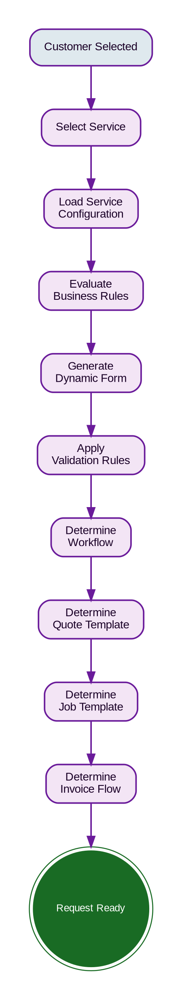 Customer Selected
Select Service
Load Service
Configuration
Evaluate
Business Rules
Generate
Dynamic Form
Apply
Validation Rules
Determine
Workflow
Determine
Quote Template
Determine
Job Template
Determine
Invoice Flow
Request Ready